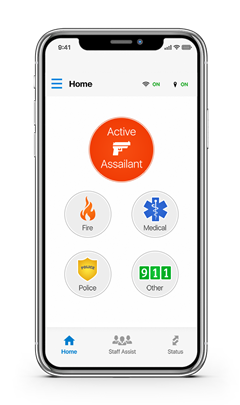 9:41
Home
ON
ON
Active
Assailant
Fire
Medical
POLICE
Police
911
Other
Home
Staff Assist
Status